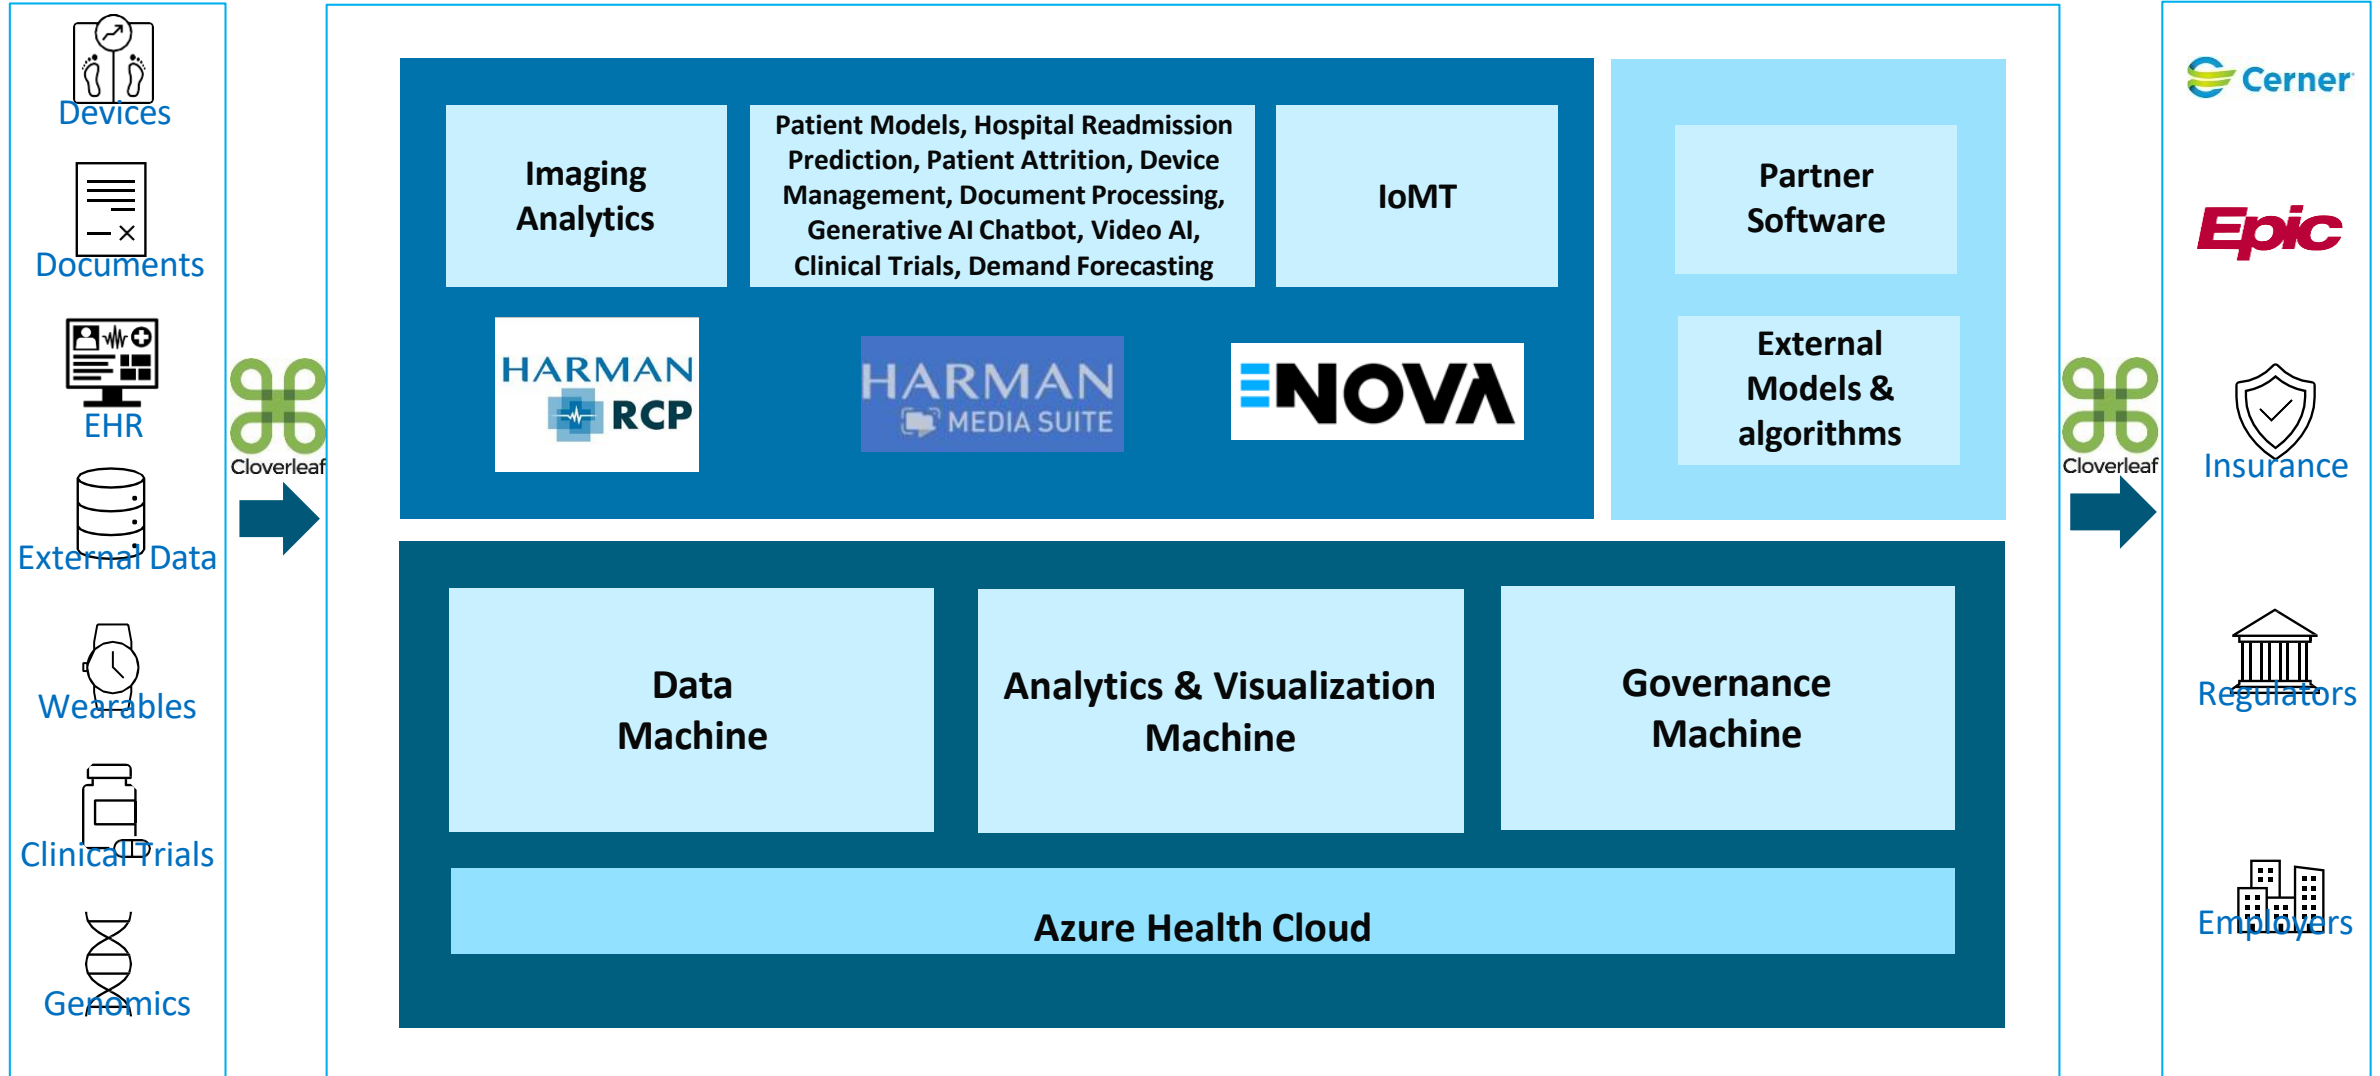 Devices
Documents
EHR
External Data
Wearables
Clinical Trials
Genomics
Cloverleaf
Imaging
Analytics
Patient Models, Hospital Readmission
Prediction, Patient Attrition, Device
Management, Document Processing,
Generative AI Chatbot, Video AI,
Clinical Trials, Demand Forecasting
IoMT
HARMAN
RCP
HARMAN
MEDIA SUITE
ENOVA
Partner
Software
External
Models &
algorithms
Data
Machine
Analytics & Visualization
Machine
Governance
Machine
Azure Health Cloud
Cloverleaf
Cerner
Epic
Insurance
Regulators
Employers